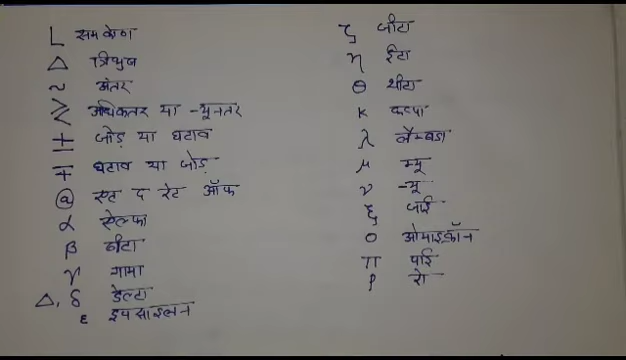 ∟ समकोण
△ त्रिभुज
~ अंतर
≷ अधिकतर या न्यूनतर
± जोड़ या घटाव
∓ घटाव या जोड़
@ एट द रेट ऑफ
α ऐल्फा
β बीटा
γ गामा
Δ, δ डेल्टा
ε इपसाइलन
ζ जीटा
η ईटा
θ थीटा
κ कप्पा
λ लैम्बडा
μ म्यू
ν न्यू
ξ जाई
ο ओमाइक्रॉन
π पाई
ρ रो